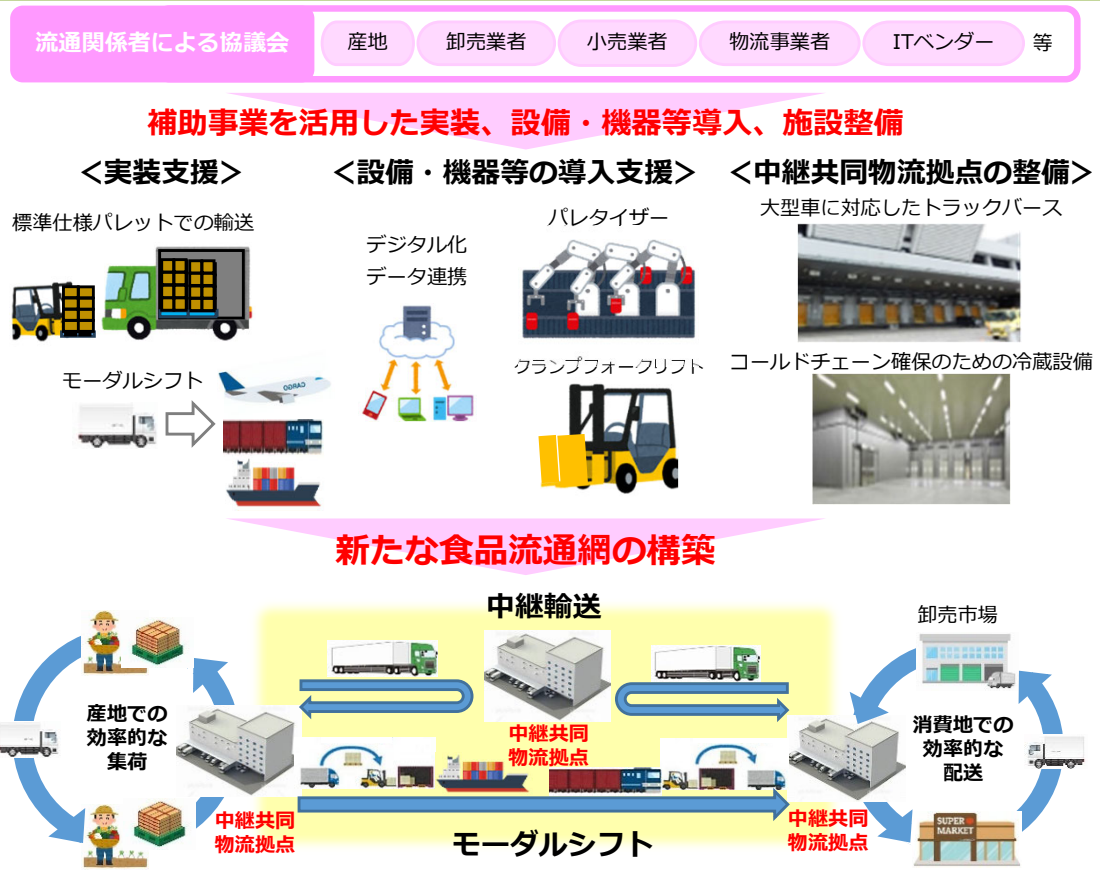 流通関係者による協議会
産地
卸売業者
小売業者
物流事業者
ITベンダー
等
補助事業を活用した実装、設備・機器等導入、施設整備
＜実装支援＞
＜設備・機器等の導入支援＞
＜中継共同物流拠点の整備＞
標準仕様パレットでの輸送
モーダルシフト
CARGO
デジタル化
データ連携
パレタイザー
クランプフォークリフト
大型車に対応したトラックバース
コールドチェーン確保のための冷蔵設備
新たな食品流通網の構築
中継輸送
産地での
効率的な
集荷
中継共同
物流拠点
中継共同
物流拠点
モーダルシフト
中継共同
物流拠点
卸売市場
消費地での
効率的な
配送
SUPER
MARKET